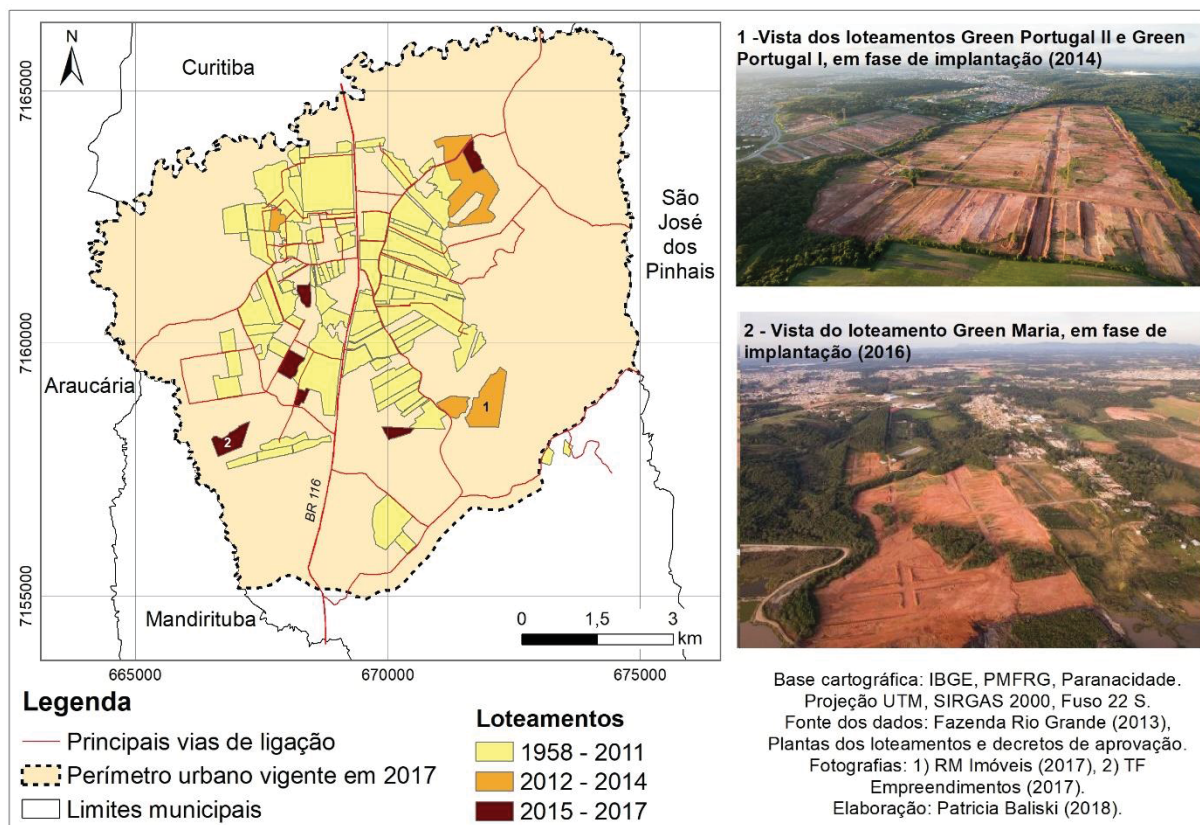 N
Curitiba
7165000
São
José
dos
Pinhais
7160000
Araucária
1
2
BR 116
7155000
Mandirituba
0 1,5 3
km
665000 670000 675000
Legenda
Principais vias de ligação
Perímetro urbano vigente em 2017
Limites municipais
Loteamentos
1958 - 2011
2012 - 2014
2015 - 2017
1 -Vista dos loteamentos Green Portugal II e Green
Portugal I, em fase de implantação (2014)
2 - Vista do loteamento Green Maria, em fase de
implantação (2016)
Base cartográfica: IBGE, PMFRG, Paranacidade.
Projeção UTM, SIRGAS 2000, Fuso 22 S.
Fonte dos dados: Fazenda Rio Grande (2013),
Plantas dos loteamentos e decretos de aprovação.
Fotografias: 1) RM Imóveis (2017), 2) TF
Empreendimentos (2017).
Elaboração: Patricia Baliski (2018).